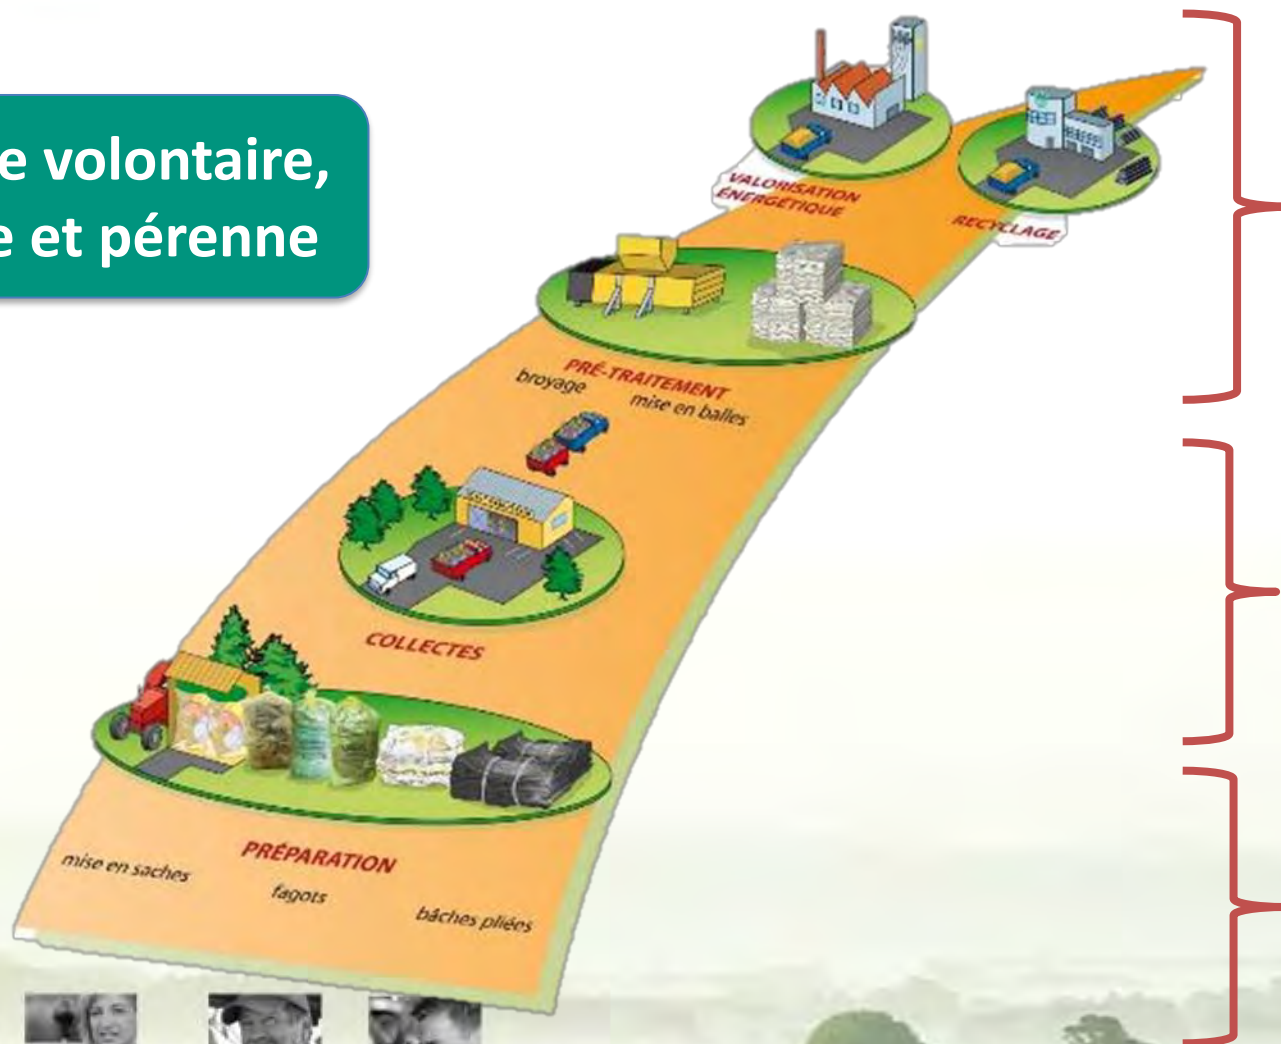 e volontaire,
e et pérenne
VALORISATION
ÉNERGÉTIQUE
RECYCLAGE
PRÉ-TRAITEMENT
broyage
mise en balles
COLLECTES
PRÉPARATION
mise en saches
fagots
bâches pliées